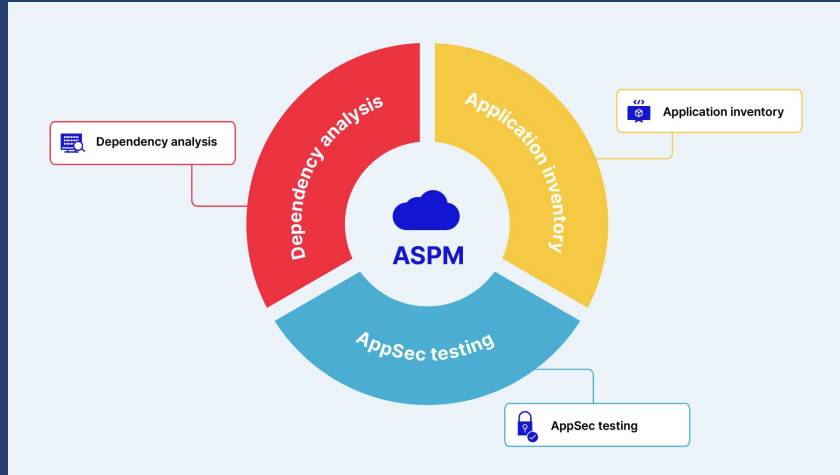 Dependency analysis
Application inventory
Application inventory
Dependency analysis
ASPM
AppSec testing
AppSec testing